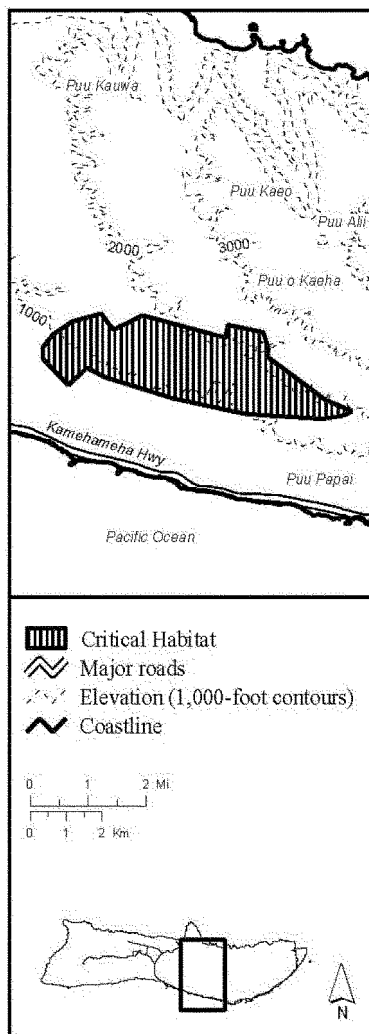 Puu Kauwa
Puu Kaeo
Puu Alii
2000
3000
Puu o Kaeha
1000
Kamehameha Hwy
Puu Papai
Pacific Ocean
Critical Habitat
Major roads
Elevation (1,000-foot contours)
Coastline
0 1 2 Mi
0 1 2 Km
N